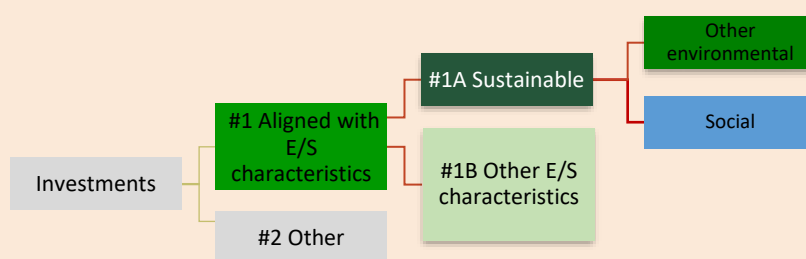 Investments
#1 Aligned with
E/S
characteristics
#2 Other
#1A Sustainable
#1B Other E/S
characteristics
Other
environmental
Social